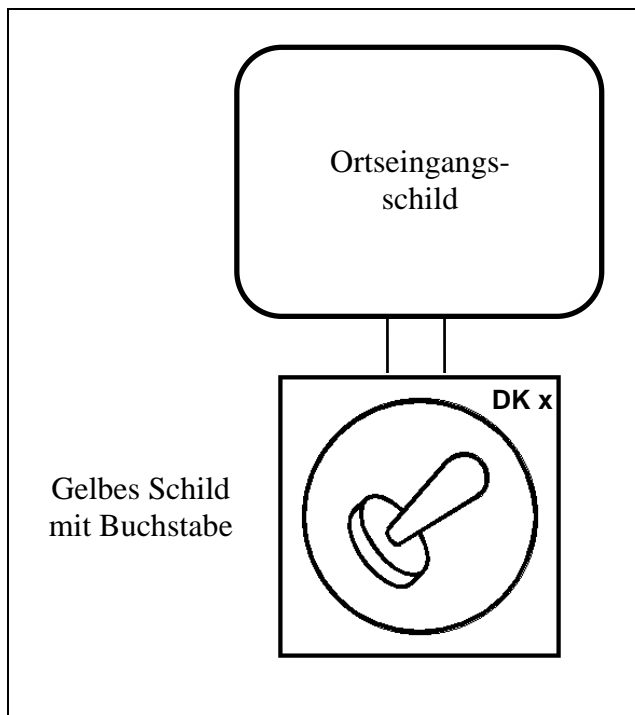 Ortseingangs-
schild
DK x
Gelbes Schild
mit Buchstabe